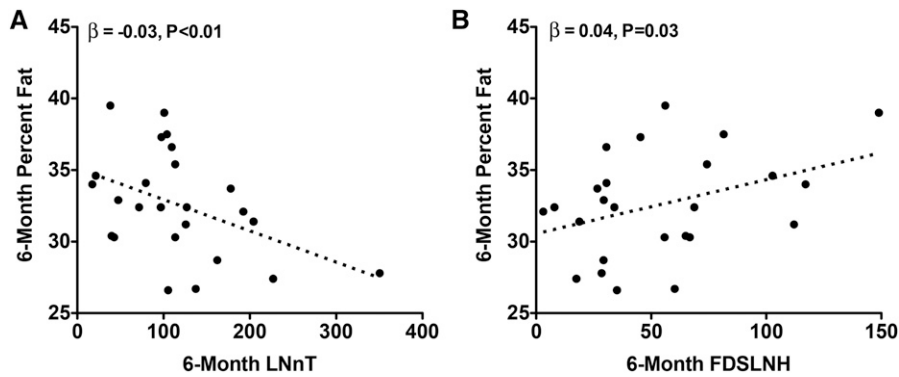 A
β = -0.03, P<0.01
45
40
35
30
25
6-Month Percent Fat
0 100 200 300 400
6-Month LNnT
B
β = 0.04, P=0.03
45
40
35
30
25
6-Month Percent Fat
0 50 100 150
6-Month FDSLNH